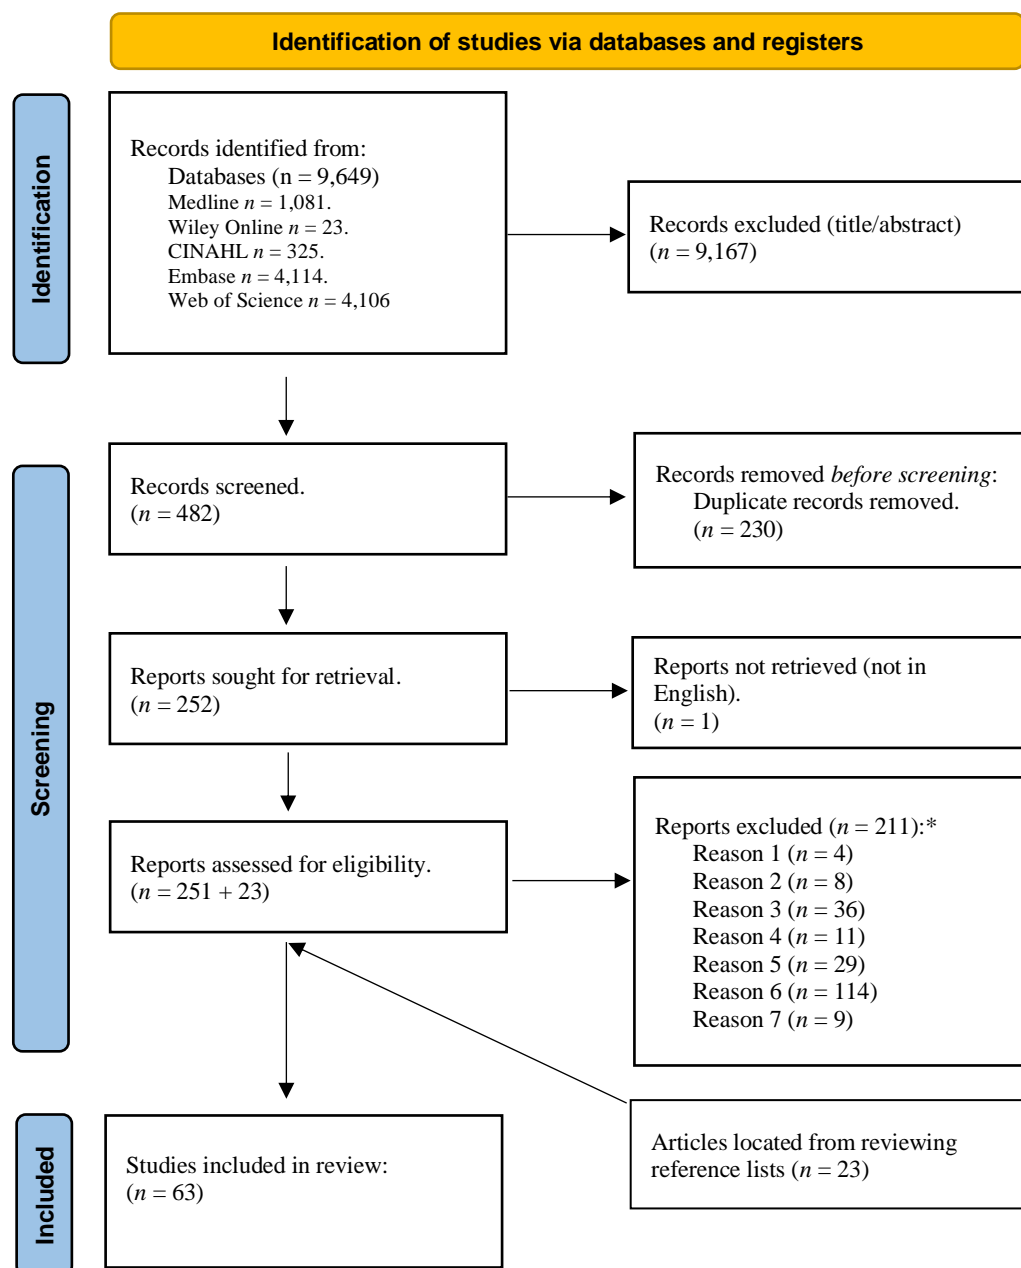 Identification of studies via databases and registers
Identification
Records identified from:
Databases (n = 9,649)
Medline n = 1,081.
Wiley Online n = 23.
CINAHL n = 325.
Embase n = 4,114.
Web of Science n = 4,106
Records excluded (title/abstract)
(n = 9,167)
Screening
Records screened.
(n = 482)
Records removed before screening:
Duplicate records removed.
(n = 230)
Reports sought for retrieval.
(n = 252)
Reports not retrieved (not in
English).
(n = 1)
Reports assessed for eligibility.
(n = 251 + 23)
Reports excluded (n = 211):*
Reason 1 (n = 4)
Reason 2 (n = 8)
Reason 3 (n = 36)
Reason 4 (n = 11)
Reason 5 (n = 29)
Reason 6 (n = 114)
Reason 7 (n = 9)
Included
Studies included in review:
(n = 63)
Articles located from reviewing
reference lists (n = 23)